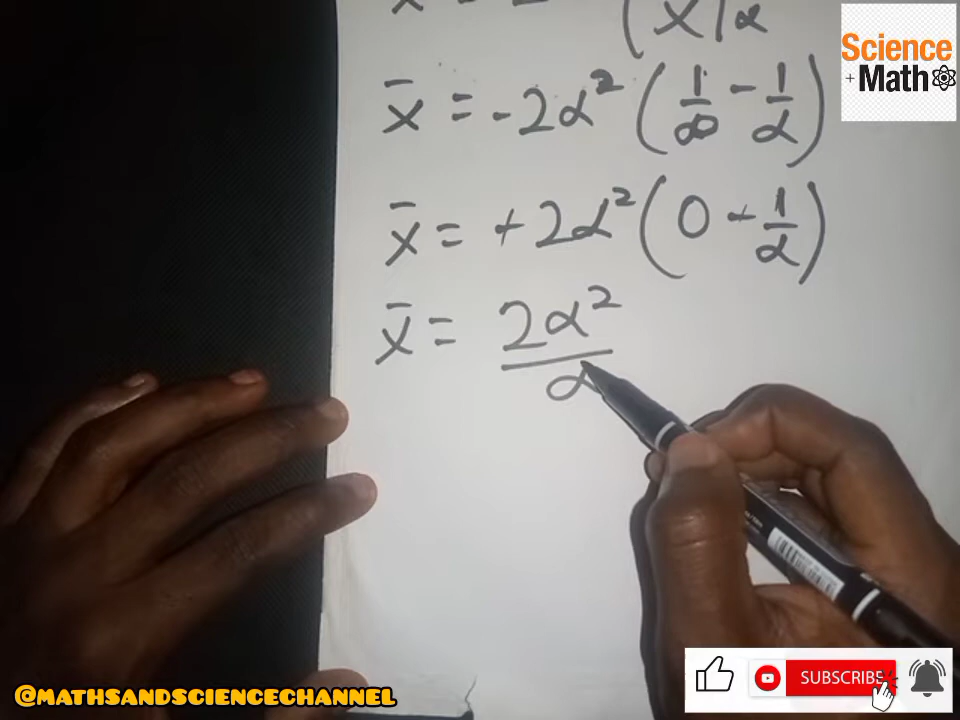 Science
+Math
x̄ = -2α² (1/∞ - 1/α)
x̄ = +2α² (0 + 1/α)
x̄ = 2α²/α
SUBSCRIBE
@MATHSANDSCIENCECHANNEL